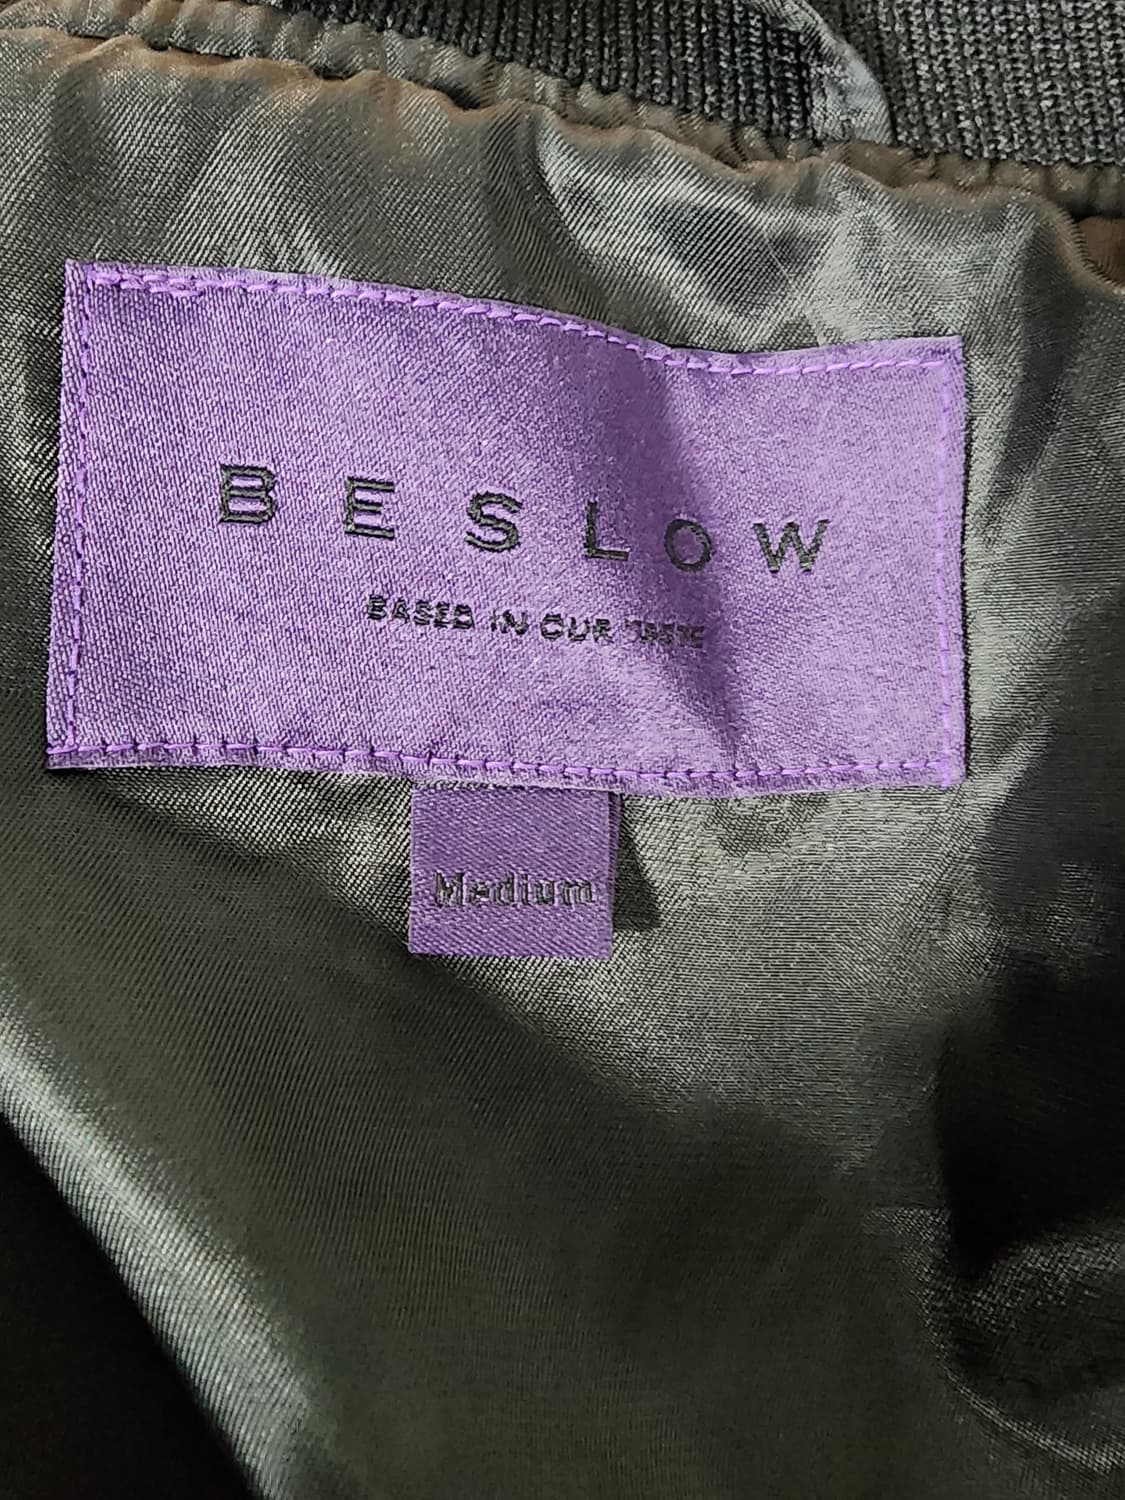 BESLOW
BASED IN OUR TASTE
Medium